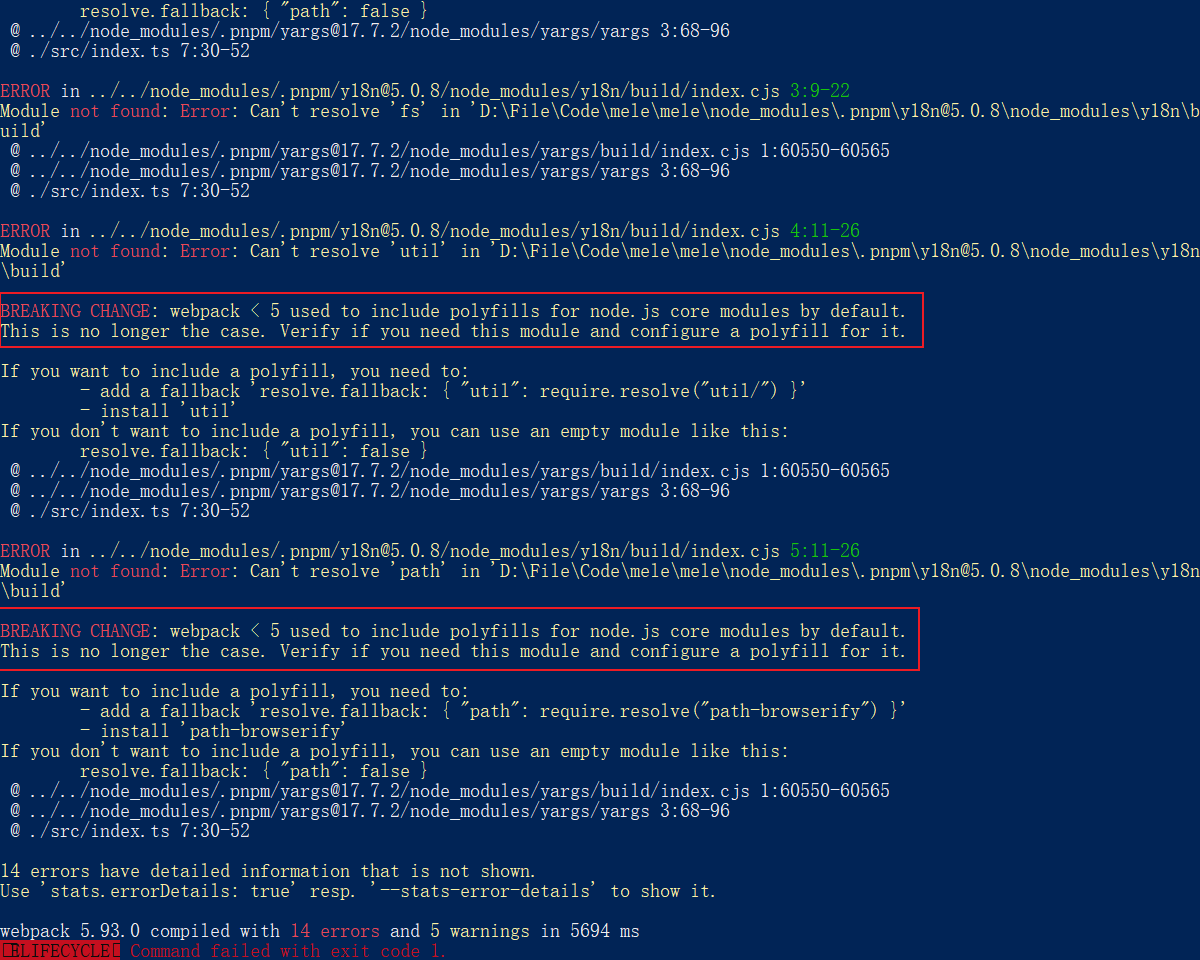 resolve.fallback: { "path": false }
 @ ../../node_modules/.pnpm/yargs@17.7.2/node_modules/yargs/yargs 3:68-96
 @ ./src/index.ts 7:30-52

ERROR in ../../node_modules/.pnpm/y18n@5.0.8/node_modules/y18n/build/index.cjs 3:9-22
Module not found: Error: Can't resolve 'fs' in 'D:\File\Code\mele\mele\node_modules\.pnpm\y18n@5.0.8\node_modules\y18n\b
uild'
 @ ../../node_modules/.pnpm/yargs@17.7.2/node_modules/yargs/build/index.cjs 1:60550-60565
 @ ../../node_modules/.pnpm/yargs@17.7.2/node_modules/yargs/yargs 3:68-96
 @ ./src/index.ts 7:30-52

ERROR in ../../node_modules/.pnpm/y18n@5.0.8/node_modules/y18n/build/index.cjs 4:11-26
Module not found: Error: Can't resolve 'util' in 'D:\File\Code\mele\mele\node_modules\.pnpm\y18n@5.0.8\node_modules\y18n
\build'

BREAKING CHANGE: webpack < 5 used to include polyfills for node.js core modules by default.
This is no longer the case. Verify if you need this module and configure a polyfill for it.

If you want to include a polyfill, you need to:
        - add a fallback 'resolve.fallback: { "util": require.resolve("util/") }'
        - install 'util'
If you don't want to include a polyfill, you can use an empty module like this:
        resolve.fallback: { "util": false }
 @ ../../node_modules/.pnpm/yargs@17.7.2/node_modules/yargs/build/index.cjs 1:60550-60565
 @ ../../node_modules/.pnpm/yargs@17.7.2/node_modules/yargs/yargs 3:68-96
 @ ./src/index.ts 7:30-52

ERROR in ../../node_modules/.pnpm/y18n@5.0.8/node_modules/y18n/build/index.cjs 5:11-26
Module not found: Error: Can't resolve 'path' in 'D:\File\Code\mele\mele\node_modules\.pnpm\y18n@5.0.8\node_modules\y18n
\build'

BREAKING CHANGE: webpack < 5 used to include polyfills for node.js core modules by default.
This is no longer the case. Verify if you need this module and configure a polyfill for it.

If you want to include a polyfill, you need to:
        - add a fallback 'resolve.fallback: { "path": require.resolve("path-browserify") }'
        - install 'path-browserify'
If you don't want to include a polyfill, you can use an empty module like this:
        resolve.fallback: { "path": false }
 @ ../../node_modules/.pnpm/yargs@17.7.2/node_modules/yargs/build/index.cjs 1:60550-60565
 @ ../../node_modules/.pnpm/yargs@17.7.2/node_modules/yargs/yargs 3:68-96
 @ ./src/index.ts 7:30-52

14 errors have detailed information that is not shown.
Use 'stats.errorDetails: true' resp. '--stats-error-details' to show it.

webpack 5.93.0 compiled with 14 errors and 5 warnings in 5694 ms
ELIFECYCLE Command failed with exit code 1.